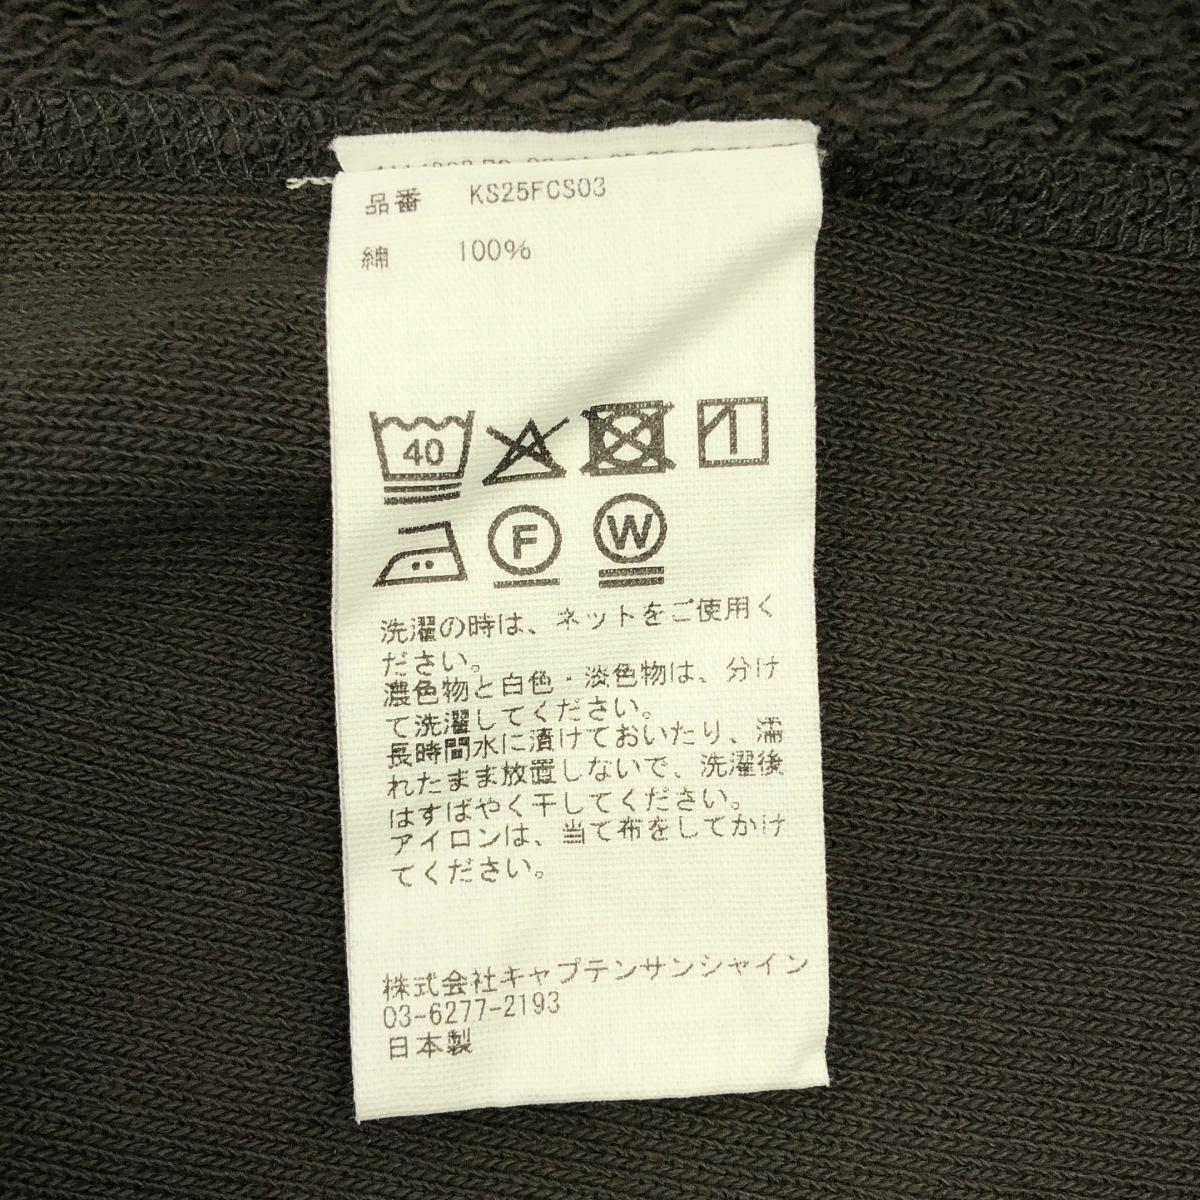 品番 KS25FCS03
綿 100%
40
F W
洗濯の時は、ネットをご使用く
ださい。
濃色物と白色・淡色物は、分け
て洗濯してください。
長時間水に漬けておいたり、濡
れたまま放置しないで、洗濯後
はすばやく干してください。
アイロンは、当て布をしてかけ
てください。
株式会社キャプテンサンシャイン
03-6277-2193
日本製